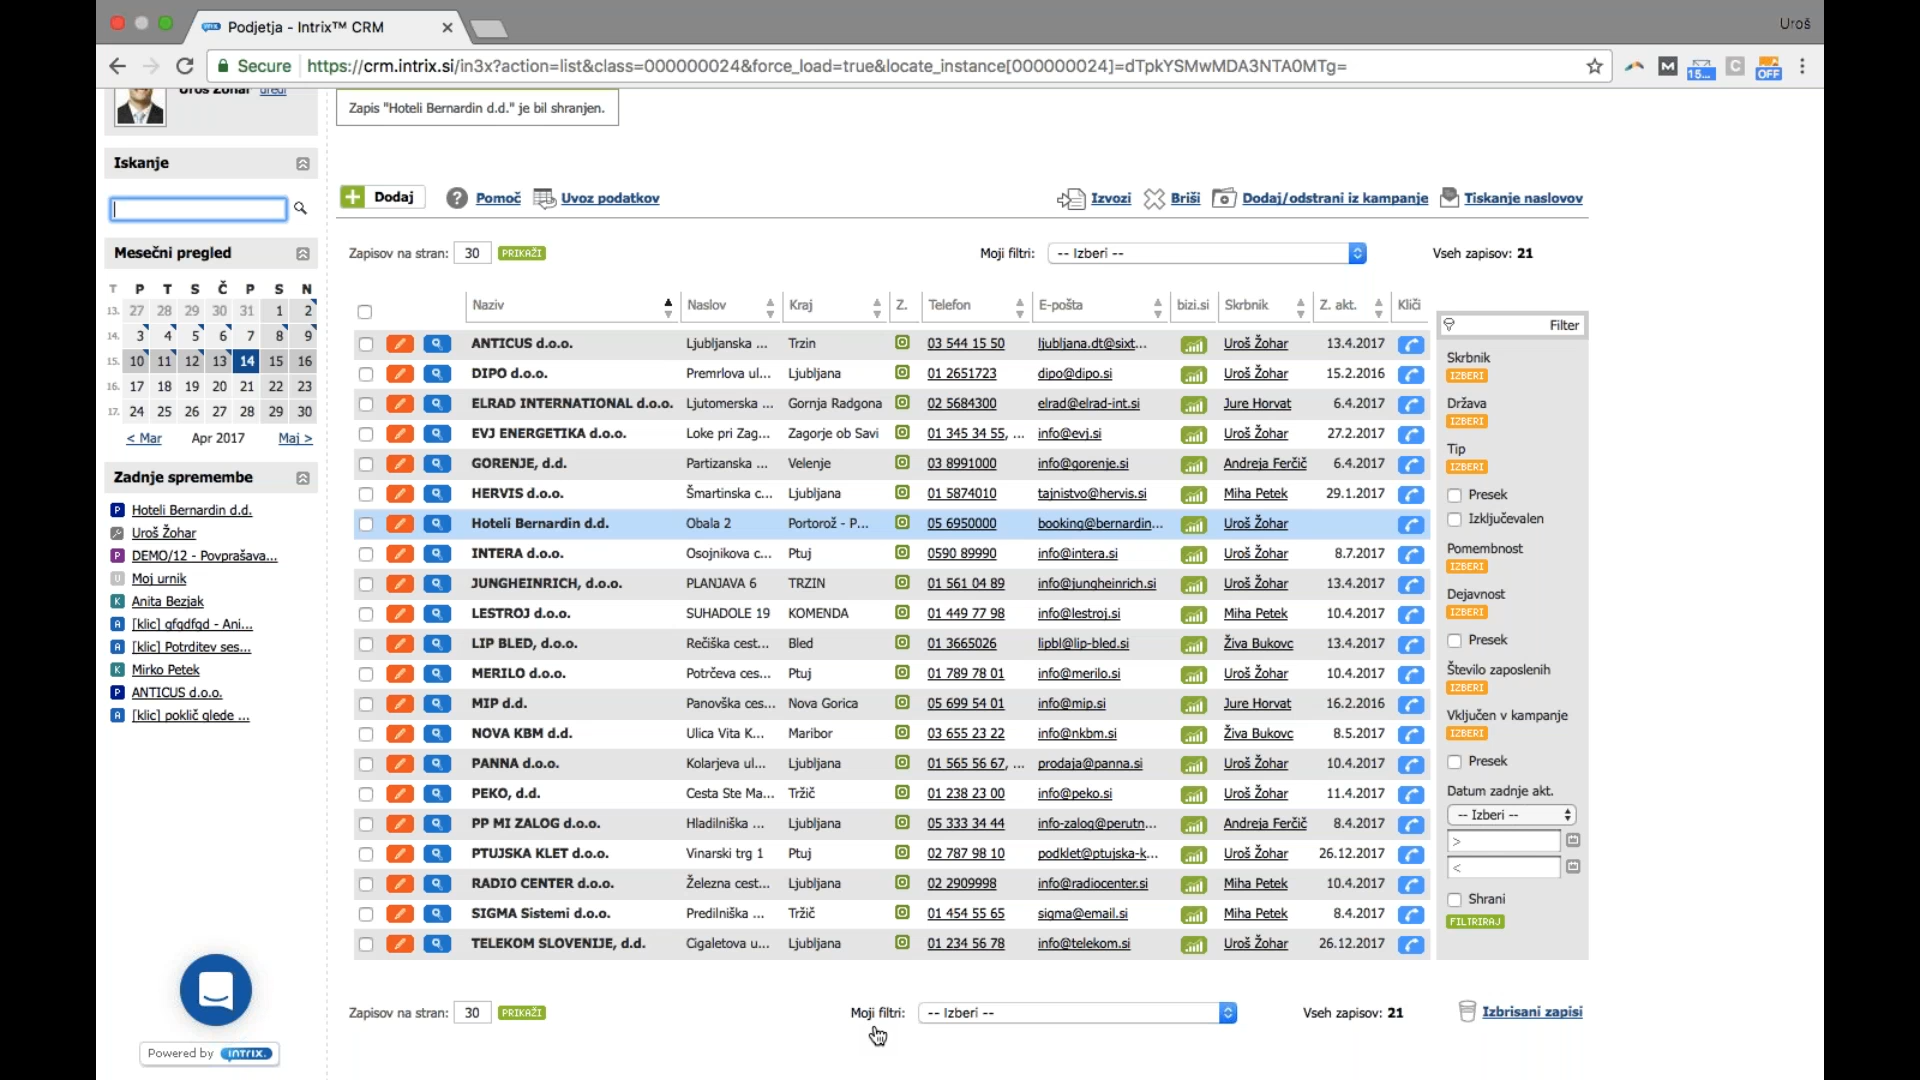 Podjetja - Intrix™ CRM
Uroš
Secure
https://crm.intrix.si/in3x?action=list&class=000000024&force_load=true&locate_instance[000000024]=dTpkYSMwMDA3NTA0MTg=
M
15...
C
OFF
Uroš Žohar uredi
Zapis "Hoteli Bernardin d.d." je bil shranjen.
Iskanje
Dodaj
?
Pomoč
Uvoz podatkov
Izvozi
Briši
Dodaj/odstrani iz kampanje
Tiskanje naslovov
Mesečni pregled
Zapisov na stran: 30 PRIKAŽI
Moji filtri: -- Izberi --
Vseh zapisov: 21
T P T S Č P S N
13. 27 28 29 30 31 1 2
14. 3 4 5 6 7 8 9
15. 10 11 12 13 14 15 16
16. 17 18 19 20 21 22 23
17. 24 25 26 27 28 29 30
< Mar Apr 2017 Maj >
Zadnje spremembe
P Hoteli Bernardin d.d.
Uroš Žohar
P DEMO/12 - Povprašava...
U Moj urnik
K Anita Bezjak
A [klic] gfgdfgd - Ani...
A [klic] Potrditev ses...
K Mirko Petek
P ANTICUS d.o.o.
A [klic] poklič glede ...
Naziv Naslov Kraj Z. Telefon E-pošta bizi.si Skrbnik Z. akt. Kliči
ANTICUS d.o.o. Ljubljanska ... Trzin 03 544 15 50 ljubljana.dt@sixt... Uroš Žohar 13.4.2017
DIPO d.o.o. Premrlova ul... Ljubljana 01 2651723 dipo@dipo.si Uroš Žohar 15.2.2016
ELRAD INTERNATIONAL d.o.o. Ljutomerska ... Gornja Radgona 02 5684300 elrad@elrad-int.si Jure Horvat 6.4.2017
EVJ ENERGETIKA d.o.o. Loke pri Zag... Zagorje ob Savi 01 345 34 55, ... info@evj.si Uroš Žohar 27.2.2017
GORENJE, d.d. Partizanska ... Velenje 03 8991000 info@gorenje.si Andreja Ferčič 6.4.2017
HERVIS d.o.o. Šmartinska c... Ljubljana 01 5874010 tajnistvo@hervis.si Miha Petek 29.1.2017
Hoteli Bernardin d.d. Obala 2 Portorož - P... 05 6950000 booking@bernardin... Uroš Žohar
INTERA d.o.o. Osojnikova c... Ptuj 0590 89990 info@intera.si Uroš Žohar 8.7.2017
JUNGHEINRICH, d.o.o. PLANJAVA 6 TRZIN 01 561 04 89 info@jungheinrich.si Uroš Žohar 13.4.2017
LESTROJ d.o.o. SUHADOLE 19 KOMENDA 01 449 77 98 info@lestroj.si Miha Petek 10.4.2017
LIP BLED, d.o.o. Rečiška cest... Bled 01 3665026 lipbl@lip-bled.si Živa Bukovc 13.4.2017
MERILO d.o.o. Potrčeva ces... Ptuj 01 789 78 01 info@merilo.si Uroš Žohar 10.4.2017
MIP d.d. Panovška ces... Nova Gorica 05 699 54 01 info@mip.si Jure Horvat 16.2.2016
NOVA KBM d.d. Ulica Vita K... Maribor 03 655 23 22 info@nkbm.si Živa Bukovc 8.5.2017
PANNA d.o.o. Kolarjeva ul... Ljubljana 01 565 56 67, ... prodaja@panna.si Uroš Žohar 10.4.2017
PEKO, d.d. Cesta Ste Ma... Tržič 01 238 23 00 info@peko.si Uroš Žohar 11.4.2017
PP MI ZALOG d.o.o. Hladilniška ... Ljubljana 05 333 34 44 info-zalog@perutn... Andreja Ferčič 8.4.2017
PTUJSKA KLET d.o.o. Vinarski trg 1 Ptuj 02 787 98 10 podklet@ptujska-k... Uroš Žohar 26.12.2017
RADIO CENTER d.o.o. Železna cest... Ljubljana 02 2909998 info@radiocenter.si Miha Petek 10.4.2017
SIGMA Sistemi d.o.o. Predilniška ... Tržič 01 454 55 65 sigma@email.si Miha Petek 8.4.2017
TELEKOM SLOVENIJE, d.d. Cigaletova u... Ljubljana 01 234 56 78 info@telekom.si Uroš Žohar 26.12.2017
Filter
Skrbnik
IZBERI
Država
IZBERI
Tip
IZBERI
Presek
Izključevalen
Pomembnost
IZBERI
Dejavnost
IZBERI
Presek
Število zaposlenih
IZBERI
Vključen v kampanje
IZBERI
Presek
Datum zadnje akt.
-- Izberi --
>
<
Shrani
FILTRIRAJ
Zapisov na stran: 30 PRIKAŽI
Moji filtri: -- Izberi --
Vseh zapisov: 21
Izbrisani zapisi
Powered by INTRIX.